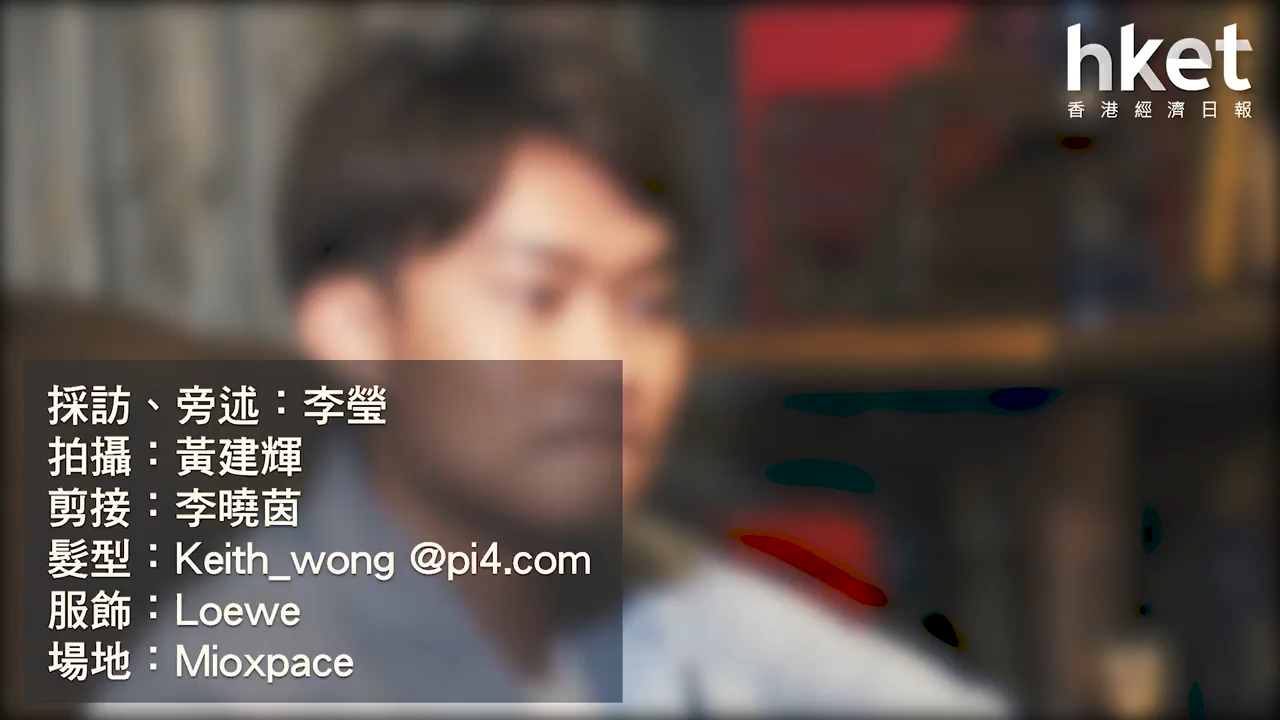 hket
香港經濟日報
採訪、旁述：李瑩
拍攝：黃建輝
剪接：李曉茵
髮型：Keith_wong @pi4.com
服飾：Loewe
場地：Mioxpace